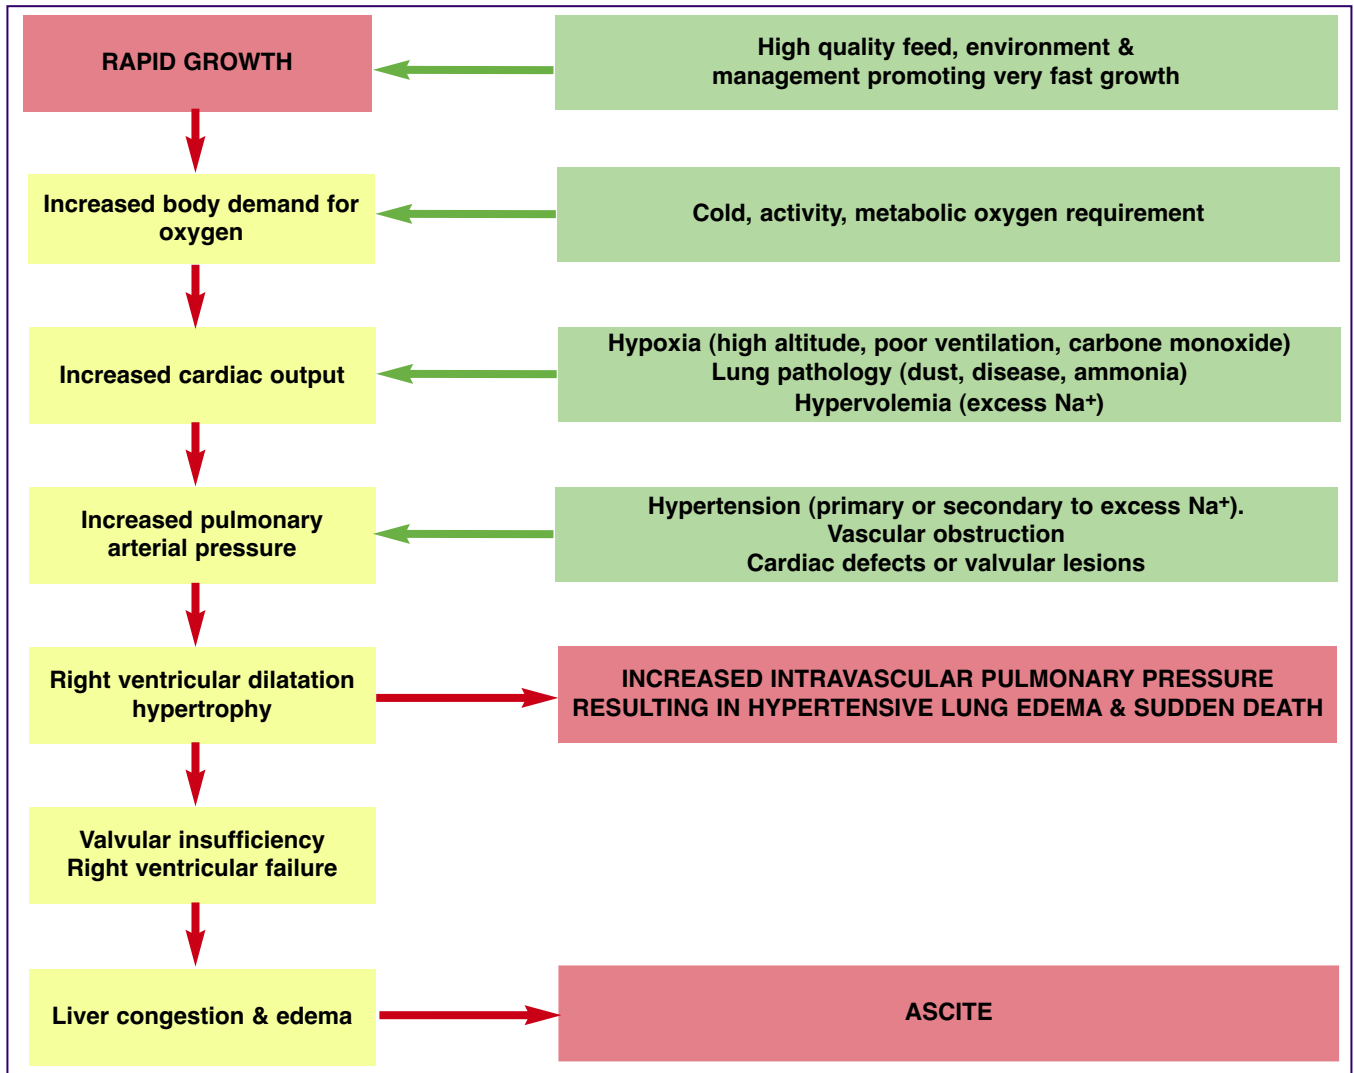 RAPID GROWTH
High quality feed, environment &
management promoting very fast growth
Increased body demand for
oxygen
Cold, activity, metabolic oxygen requirement
Increased cardiac output
Hypoxia (high altitude, poor ventilation, carbone monoxide)
Lung pathology (dust, disease, ammonia)
Hypervolemia (excess Na⁺)
Increased pulmonary
arterial pressure
Hypertension (primary or secondary to excess Na⁺).
Vascular obstruction
Cardiac defects or valvular lesions
Right ventricular dilatation
hypertrophy
INCREASED INTRAVASCULAR PULMONARY PRESSURE
RESULTING IN HYPERTENSIVE LUNG EDEMA & SUDDEN DEATH
Valvular insufficiency
Right ventricular failure
Liver congestion & edema
ASCITE